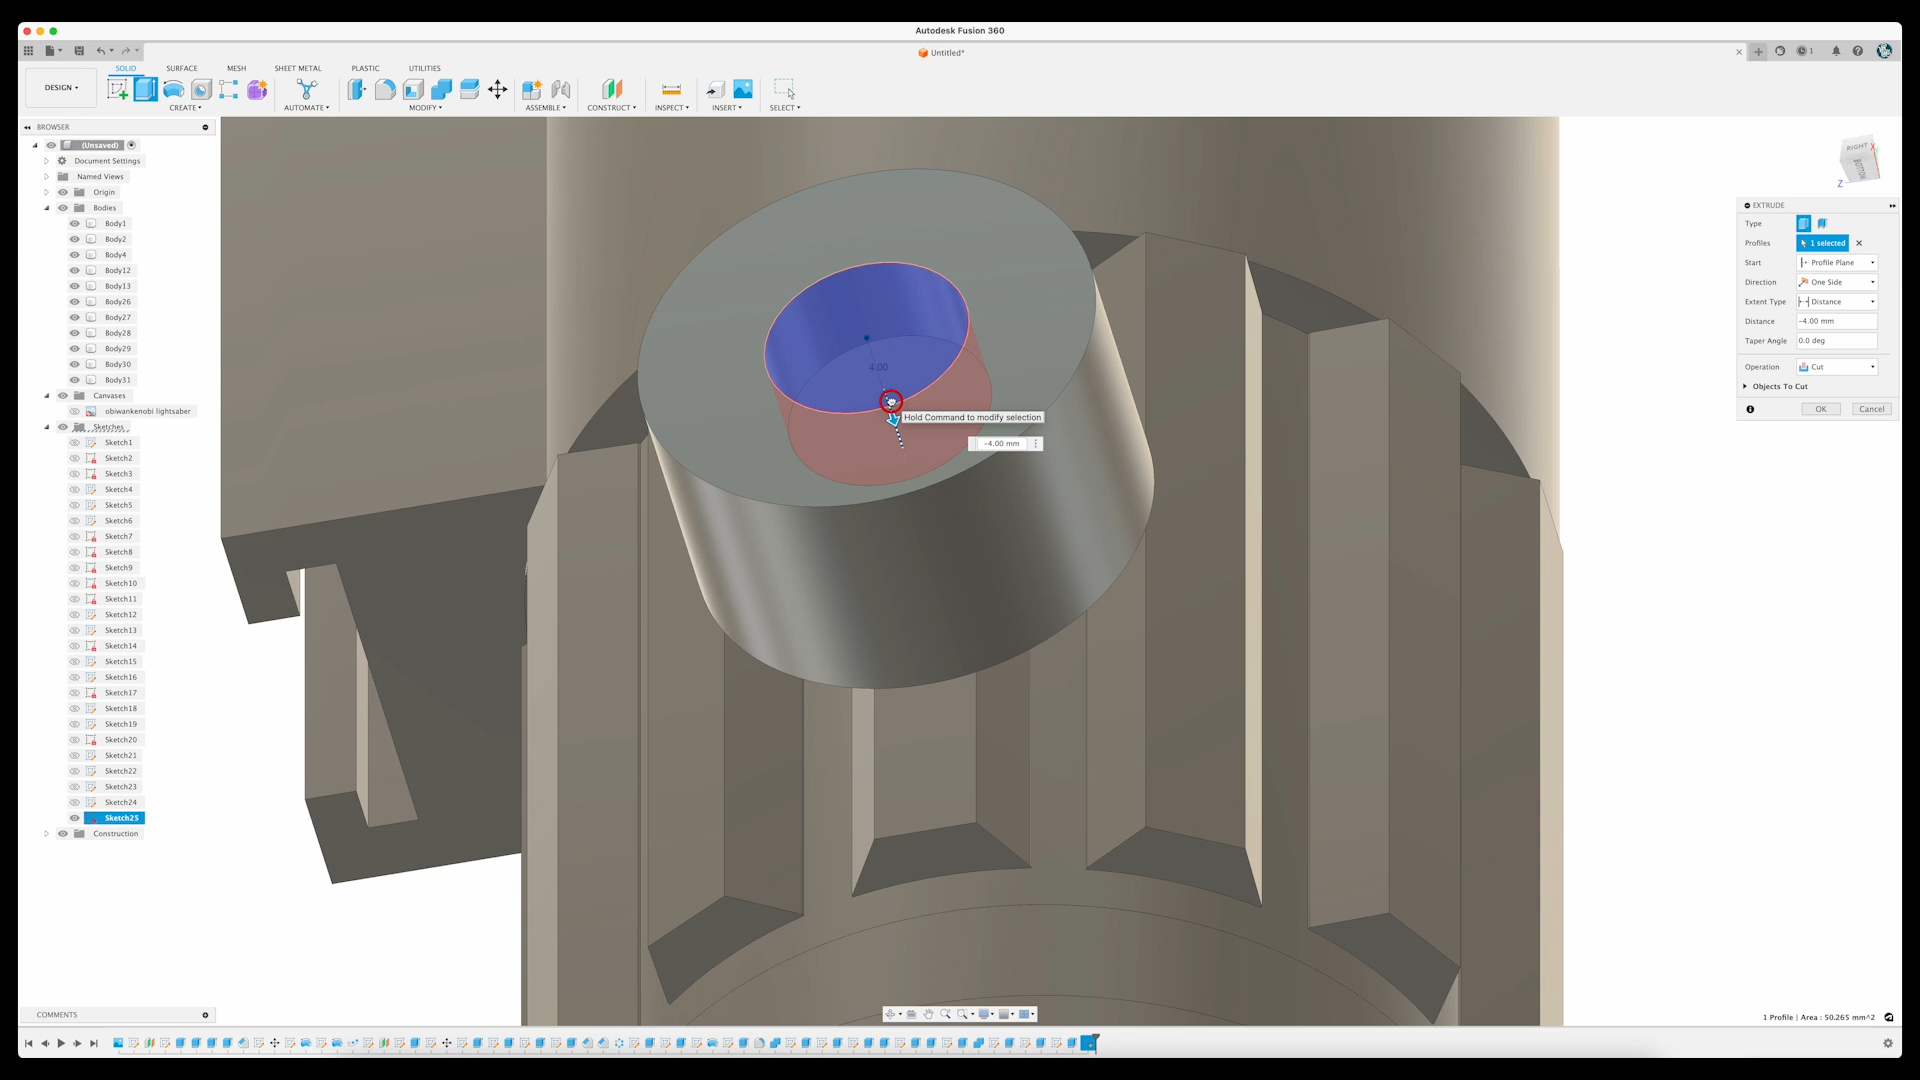 Autodesk Fusion 360
Untitled*
1
DESIGN
SOLID
SURFACE
MESH
SHEET METAL
PLASTIC
UTILITIES
CREATE
AUTOMATE
MODIFY
ASSEMBLE
CONSTRUCT
INSPECT
INSERT
SELECT
BROWSER
(Unsaved)
Document Settings
Named Views
Origin
Bodies
Body1
Body2
Body4
Body12
Body13
Body26
Body27
Body28
Body29
Body30
Body31
Canvases
obiwankenobi lightsaber
Sketches
Sketch1
Sketch2
Sketch3
Sketch4
Sketch5
Sketch6
Sketch7
Sketch8
Sketch9
Sketch10
Sketch11
Sketch12
Sketch13
Sketch14
Sketch15
Sketch16
Sketch17
Sketch18
Sketch19
Sketch20
Sketch21
Sketch22
Sketch23
Sketch24
Sketch25
Construction
4.00
Hold Command to modify selection
-4.00 mm
RIGHT
BOTTOM
X
Z
EXTRUDE
Type
Profiles
1 selected
Start
Profile Plane
Direction
One Side
Extent Type
Distance
Distance
-4.00 mm
Taper Angle
0.0 deg
Operation
Cut
Objects To Cut
OK
Cancel
COMMENTS
1 Profile | Area : 50.265 mm^2